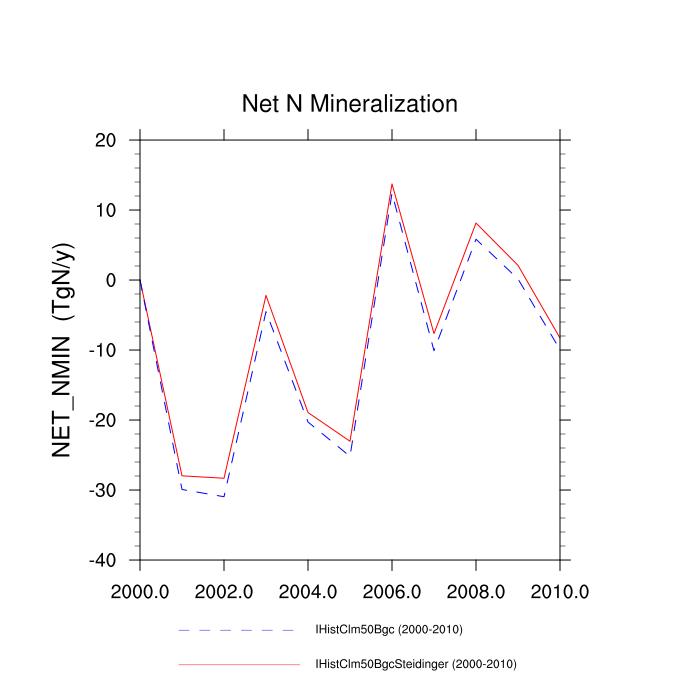 Net N Mineralization
20
10
0
-10
-20
-30
-40
NET_NMIN (TgN/y)
2000.0 2002.0 2004.0 2006.0 2008.0 2010.0
IHistClm50Bgc (2000-2010)
IHistClm50BgcSteidinger (2000-2010)